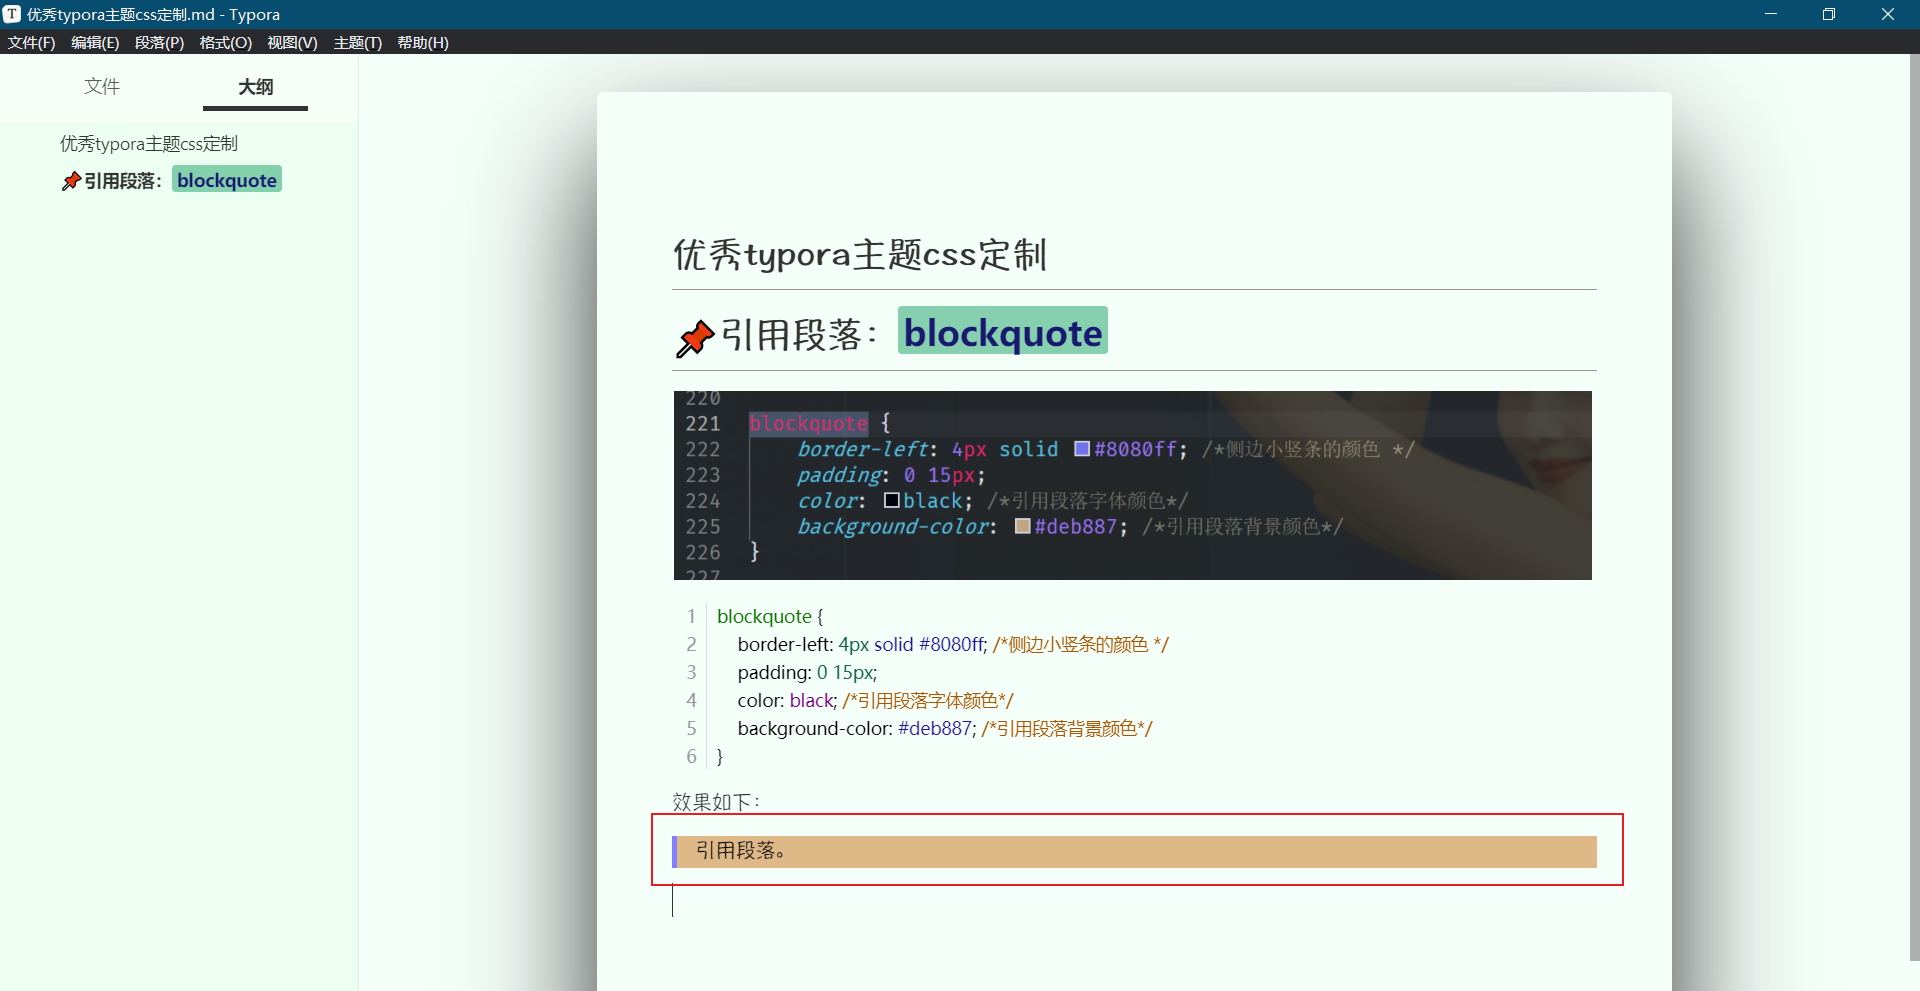 优秀typora主题css定制.md - Typora
文件(F) 编辑(E) 段落(P) 格式(O) 视图(V) 主题(T) 帮助(H)
文件 大纲
优秀typora主题css定制
📌引用段落：blockquote
优秀typora主题css定制
📌引用段落：blockquote
220
221 blockquote {
222 border-left: 4px solid #8080ff; /*侧边小竖条的颜色 */
223 padding: 0 15px;
224 color: black; /*引用段落字体颜色*/
225 background-color: #deb887; /*引用段落背景颜色*/
226 }
227
1 blockquote {
2 border-left: 4px solid #8080ff; /*侧边小竖条的颜色 */
3 padding: 0 15px;
4 color: black; /*引用段落字体颜色*/
5 background-color: #deb887; /*引用段落背景颜色*/
6 }
效果如下：
引用段落。